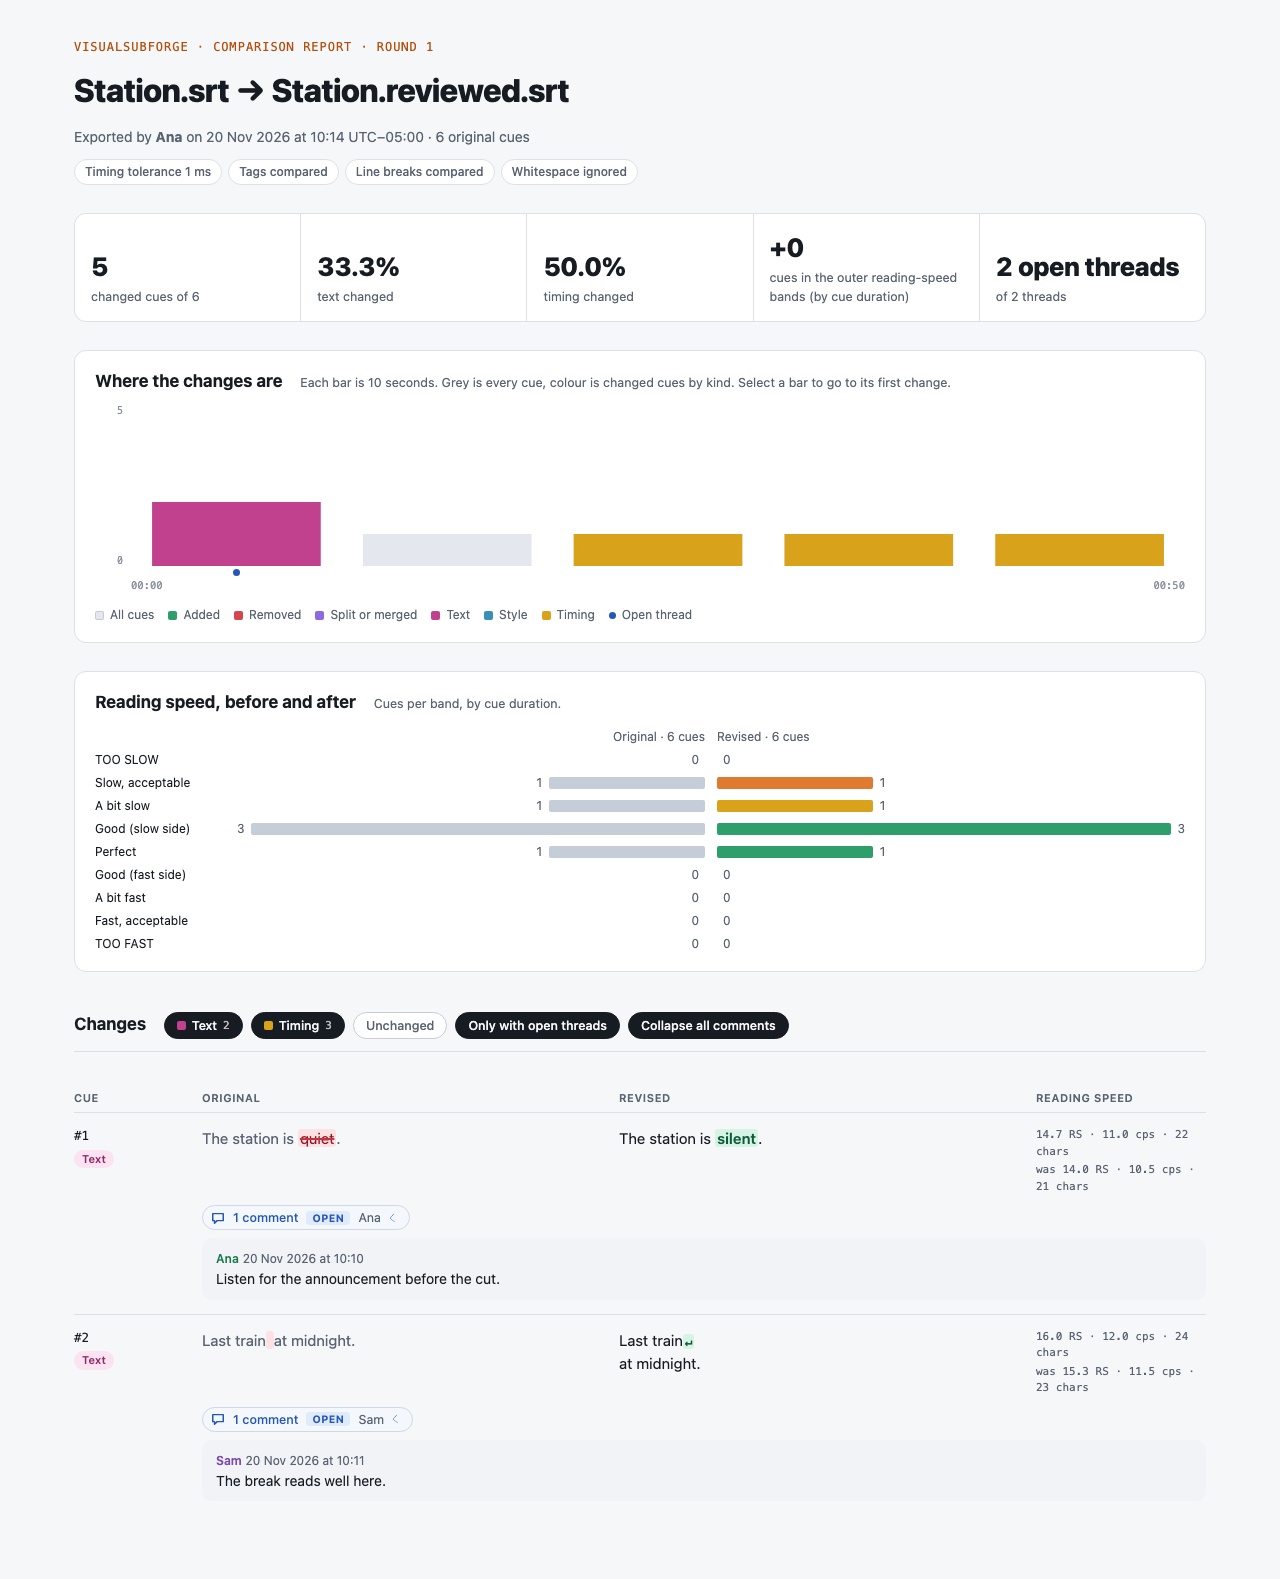 VISUALSUBFORGE · COMPARISON REPORT · ROUND 1
Station.srt → Station.reviewed.srt
Exported by Ana on 20 Nov 2026 at 10:14 UTC−05:00 · 6 original cues
Timing tolerance 1 ms
Tags compared
Line breaks compared
Whitespace ignored
5
changed cues of 6
33.3%
text changed
50.0%
timing changed
+0
cues in the outer reading-speed
bands (by cue duration)
2 open threads
of 2 threads
Where the changes are
Each bar is 10 seconds. Grey is every cue, colour is changed cues by kind. Select a bar to go to its first change.
5
0
00:00
00:50
All cues
Added
Removed
Split or merged
Text
Style
Timing
Open thread
Reading speed, before and after
Cues per band, by cue duration.
Original · 6 cues
Revised · 6 cues
TOO SLOW 0 0
Slow, acceptable 1 1
A bit slow 1 1
Good (slow side) 3 3
Perfect 1 1
Good (fast side) 0 0
A bit fast 0 0
Fast, acceptable 0 0
TOO FAST 0 0
Changes
Text 2
Timing 3
Unchanged
Only with open threads
Collapse all comments
CUE
ORIGINAL
REVISED
READING SPEED
#1
Text
The station is quiet.
The station is silent.
14.7 RS · 11.0 cps · 22
chars
was 14.0 RS · 10.5 cps ·
21 chars
1 comment OPEN Ana
Ana 20 Nov 2026 at 10:10
Listen for the announcement before the cut.
#2
Text
Last train at midnight.
Last train↵
at midnight.
16.0 RS · 12.0 cps · 24
chars
was 15.3 RS · 11.5 cps ·
23 chars
1 comment OPEN Sam
Sam 20 Nov 2026 at 10:11
The break reads well here.